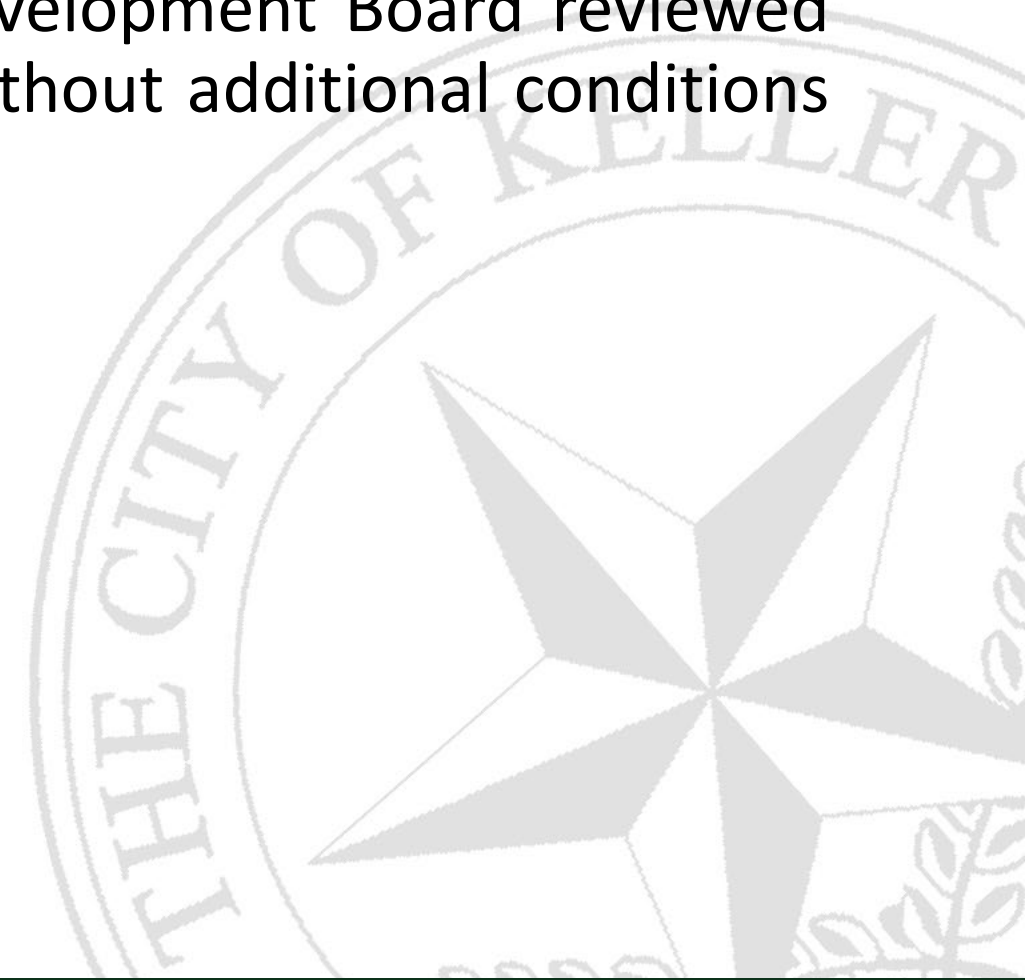 velopment Board reviewed
thout additional conditions
THE CITY OF KELLER